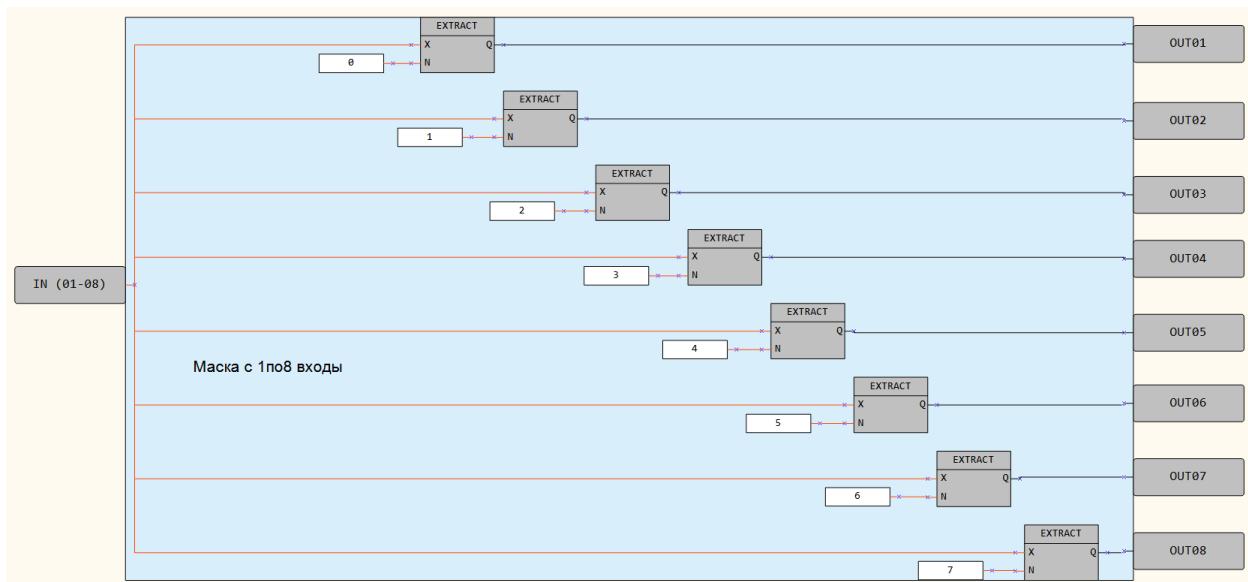 EXTRACT
X Q
OUT01
0
N
EXTRACT
X Q
OUT02
1
N
EXTRACT
X Q
OUT03
2
N
EXTRACT
X Q
OUT04
3
N
IN (01-08)
EXTRACT
X Q
OUT05
4
N
Маска с 1по8 входы
EXTRACT
X Q
OUT06
5
N
EXTRACT
X Q
OUT07
6
N
EXTRACT
X Q
OUT08
7
N